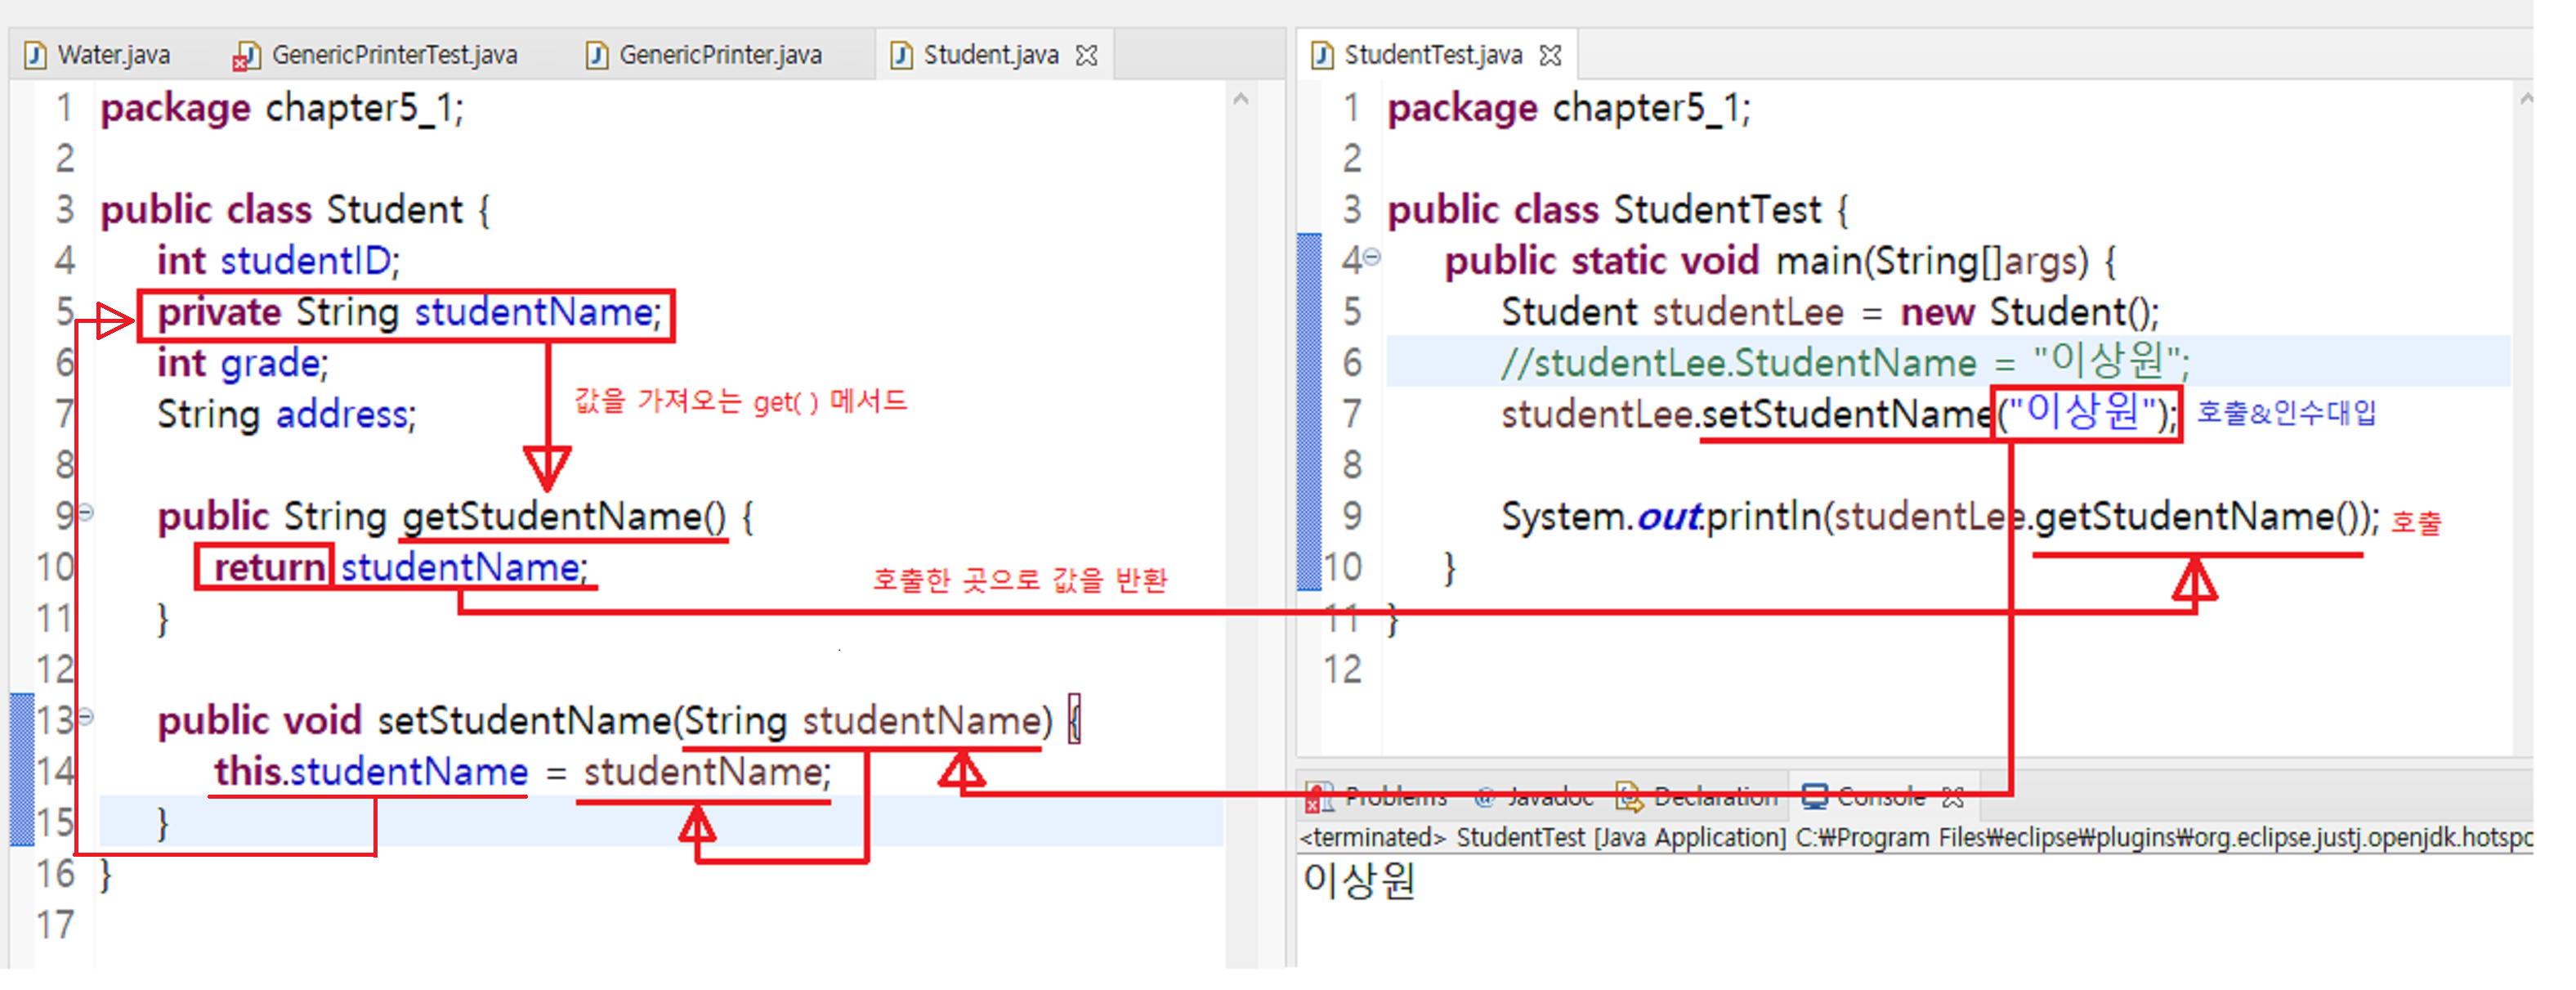 Water.java GenericPrinterTest.java GenericPrinter.java Student.java
1 package chapter5_1;
2
3 public class Student {
4 int studentID;
5 private String studentName;
6 int grade;
값을 가져오는 get( ) 메서드
7 String address;
8
9 public String getStudentName() {
10 return studentName;
호출한 곳으로 값을 반환
11 }
12
13 public void setStudentName(String studentName) {
14 this.studentName = studentName;
15 }
16 }
17
StudentTest.java
1 package chapter5_1;
2
3 public class StudentTest {
4 public static void main(String[]args) {
5 Student studentLee = new Student();
6 //studentLee.StudentName = "이상원";
7 studentLee.setStudentName("이상원"); 호출&인수대입
8
9 System.out.println(studentLee.getStudentName()); 호출
10 }
11 }
12
Problems @ Javadoc Declaration Console
<terminated> StudentTest [Java Application] C:₩Program Files₩eclipse₩plugins₩org.eclipse.justj.openjdk.hotspc
이상원